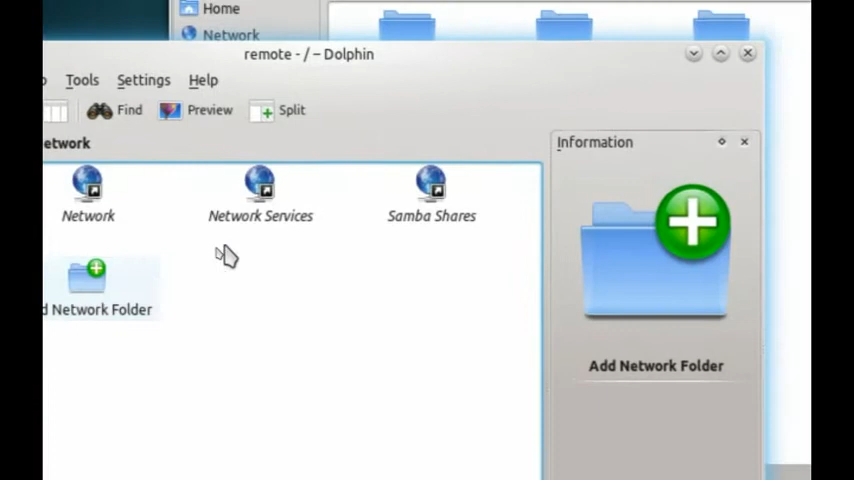 Home
Network
remote - / – Dolphin
Tools Settings Help
Find Preview Split
etwork
Information
Network Network Services Samba Shares
d Network Folder
Add Network Folder